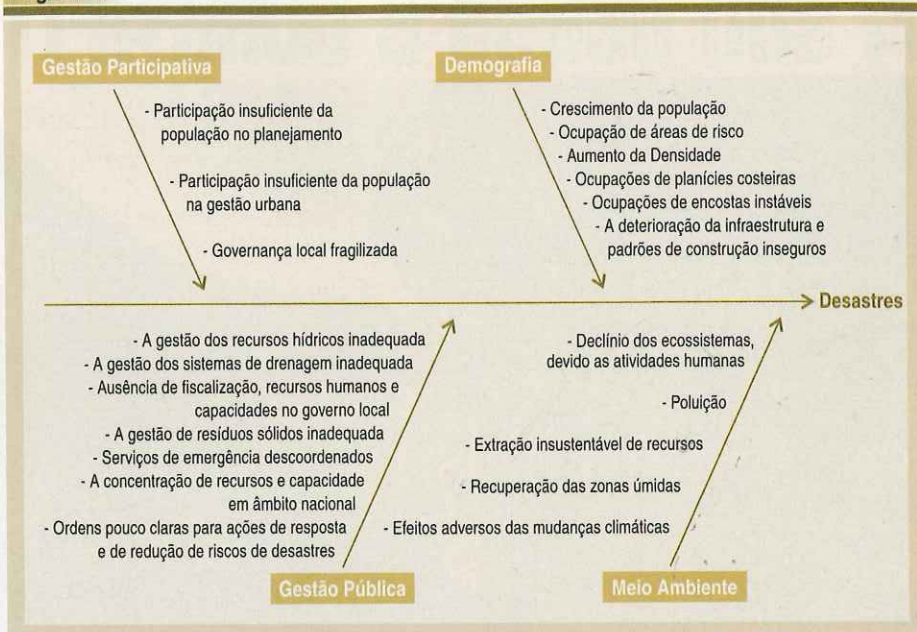 Gestão Participativa
- Participação insuficiente da
população no planejamento
- Participação insuficiente da população
na gestão urbana
- Governança local fragilizada
Demografia
- Crescimento da população
- Ocupação de áreas de risco
- Aumento da Densidade
- Ocupações de planícies costeiras
- Ocupações de encostas instáveis
- A deterioração da infraestrutura e
padrões de construção inseguros
Desastres
- A gestão dos recursos hídricos inadequada
- A gestão dos sistemas de drenagem inadequada
- Ausência de fiscalização, recursos humanos e
capacidades no governo local
- A gestão de resíduos sólidos inadequada
- Serviços de emergência descoordenados
- A concentração de recursos e capacidade
em âmbito nacional
- Ordens pouco claras para ações de resposta
e de redução de riscos de desastres
Gestão Pública
- Declínio dos ecossistemas,
devido as atividades humanas
- Poluição
- Extração insustentável de recursos
- Recuperação das zonas úmidas
- Efeitos adversos das mudanças climáticas
Meio Ambiente